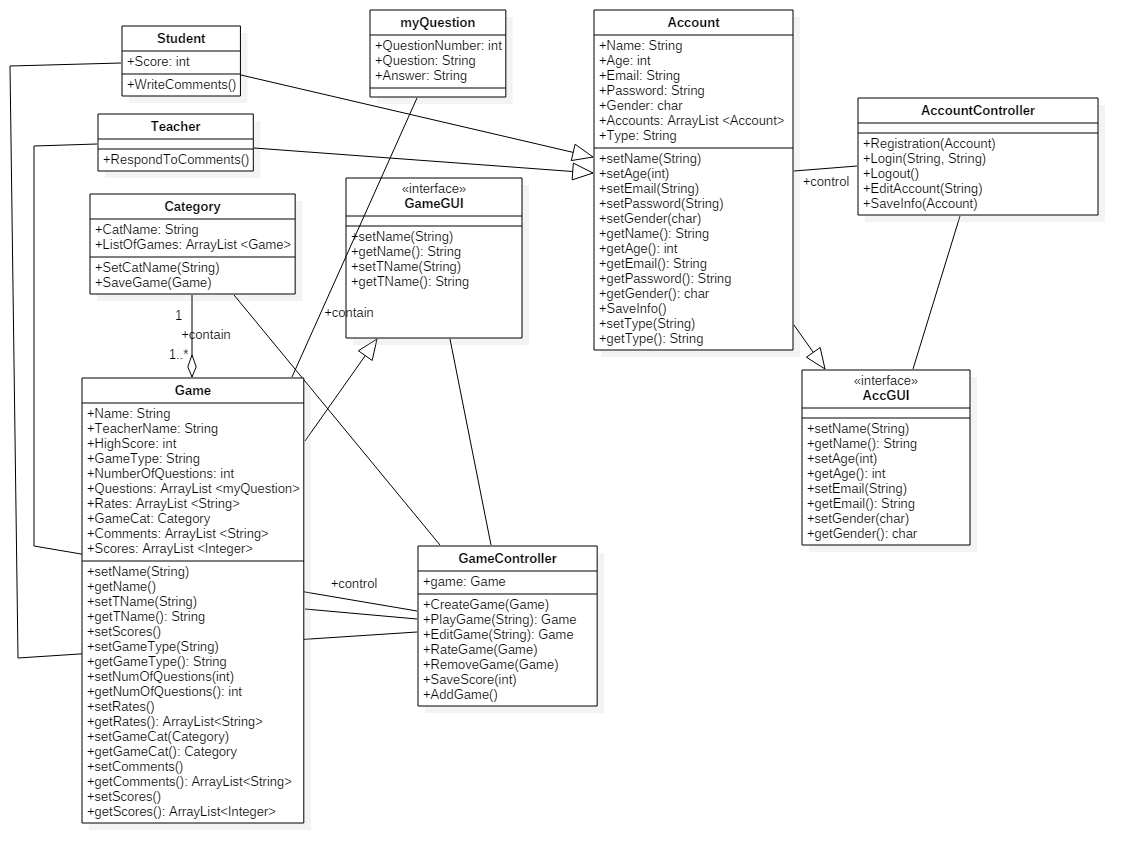 Student
+Score: int
+WriteComments()
myQuestion
+QuestionNumber: int
+Question: String
+Answer: String
Account
+Name: String
+Age: int
+Email: String
+Password: String
+Gender: char
+Accounts: ArrayList <Account>
+Type: String
+setName(String)
+setAge(int)
+setEmail(String)
+setPassword(String)
+setGender(char)
+getName(): String
+getAge(): int
+getEmail(): String
+getPassword(): String
+getGender(): char
+SaveInfo()
+setType(String)
+getType(): String
AccountController
+Registration(Account)
+Login(String, String)
+Logout()
+EditAccount(String)
+SaveInfo(Account)
+control
Teacher
+RespondToComments()
Category
+CatName: String
+ListOfGames: ArrayList <Game>
+SetCatName(String)
+SaveGame(Game)
«interface»
GameGUI
+setName(String)
+getName(): String
+setTName(String)
+getTName(): String
+contain
1
+contain
1..*
Game
+Name: String
+TeacherName: String
+HighScore: int
+GameType: String
+NumberOfQuestions: int
+Questions: ArrayList <myQuestion>
+Rates: ArrayList <String>
+GameCat: Category
+Comments: ArrayList <String>
+Scores: ArrayList <Integer>
+setName(String)
+getName()
+setTName(String)
+getTName(): String
+setScores()
+setGameType(String)
+getGameType(): String
+setNumOfQuestions(int)
+getNumOfQuestions(): int
+setRates()
+getRates(): ArrayList<String>
+setGameCat(Category)
+getGameCat(): Category
+setComments()
+getComments(): ArrayList<String>
+setScores()
+getScores(): ArrayList<Integer>
«interface»
AccGUI
+setName(String)
+getName(): String
+setAge(int)
+getAge(): int
+setEmail(String)
+getEmail(): String
+setGender(char)
+getGender(): char
+control
GameController
+game: Game
+CreateGame(Game)
+PlayGame(String): Game
+EditGame(String): Game
+RateGame(Game)
+RemoveGame(Game)
+SaveScore(int)
+AddGame()